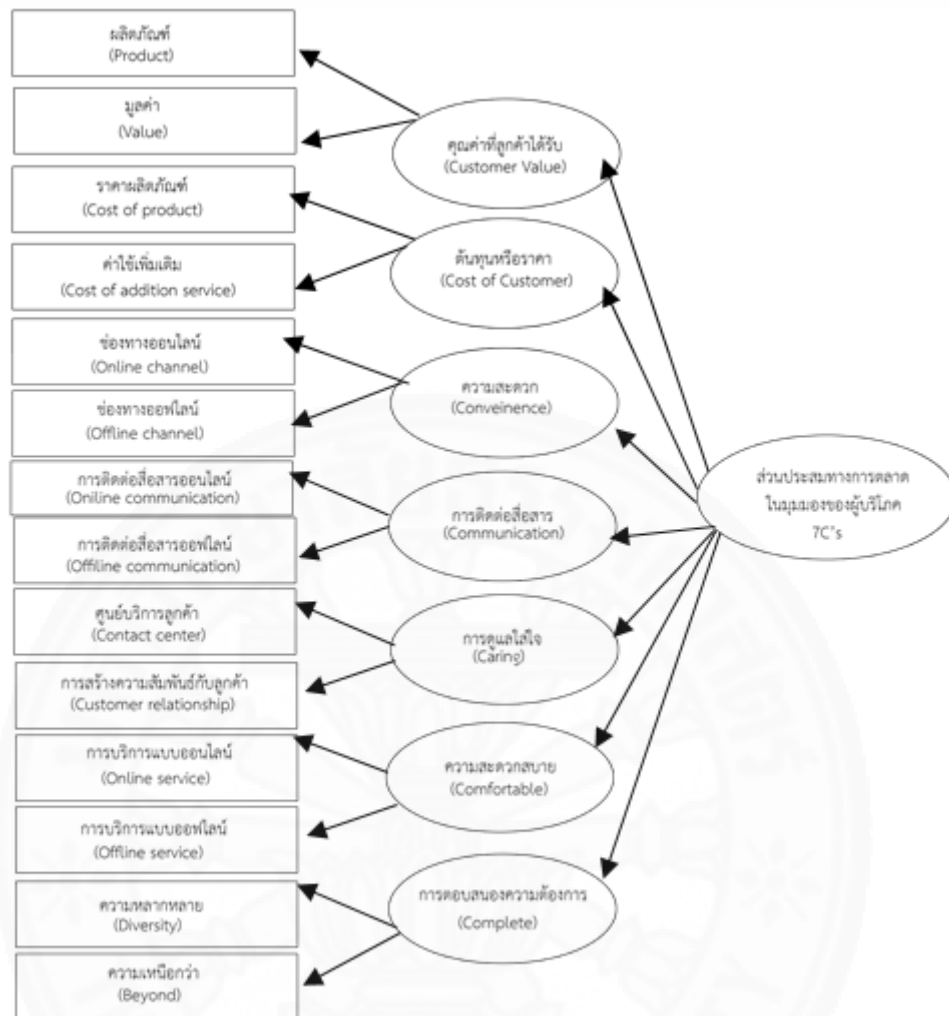 ผลิตภัณฑ์
(Product)
มูลค่า
(Value)
ราคาผลิตภัณฑ์
(Cost of product)
ค่าใช้เพิ่มเติม
(Cost of addition service)
ช่องทางออนไลน์
(Online channel)
ช่องทางออฟไลน์
(Offline channel)
การติดต่อสื่อสารออนไลน์
(Oniline communication)
การติดต่อสื่อสารออฟไลน์
(Offiline communication)
ศูนย์บริการลูกค้า
(Contact center)
การสร้างความสัมพันธ์กับลูกค้า
(Customer relationship)
การบริการแบบออนไลน์
(Online service)
การบริการแบบออฟไลน์
(Offline service)
ความหลากหลาย
(Diversity)
ความเหนือกว่า
(Beyond)
คุณค่าที่ลูกค้าได้รับ
(Customer Value)
ต้นทุนหรือราคา
(Cost of Customer)
ความสะดวก
(Conveinence)
การติดต่อสื่อสาร
(Communication)
การดูแลใส่ใจ
(Caring)
ความสะดวกสบาย
(Comfortable)
การตอบสนองความต้องการ
(Complete)
ส่วนประสมทางการตลาด
ในมุมมองของผู้บริโภค
7C"s